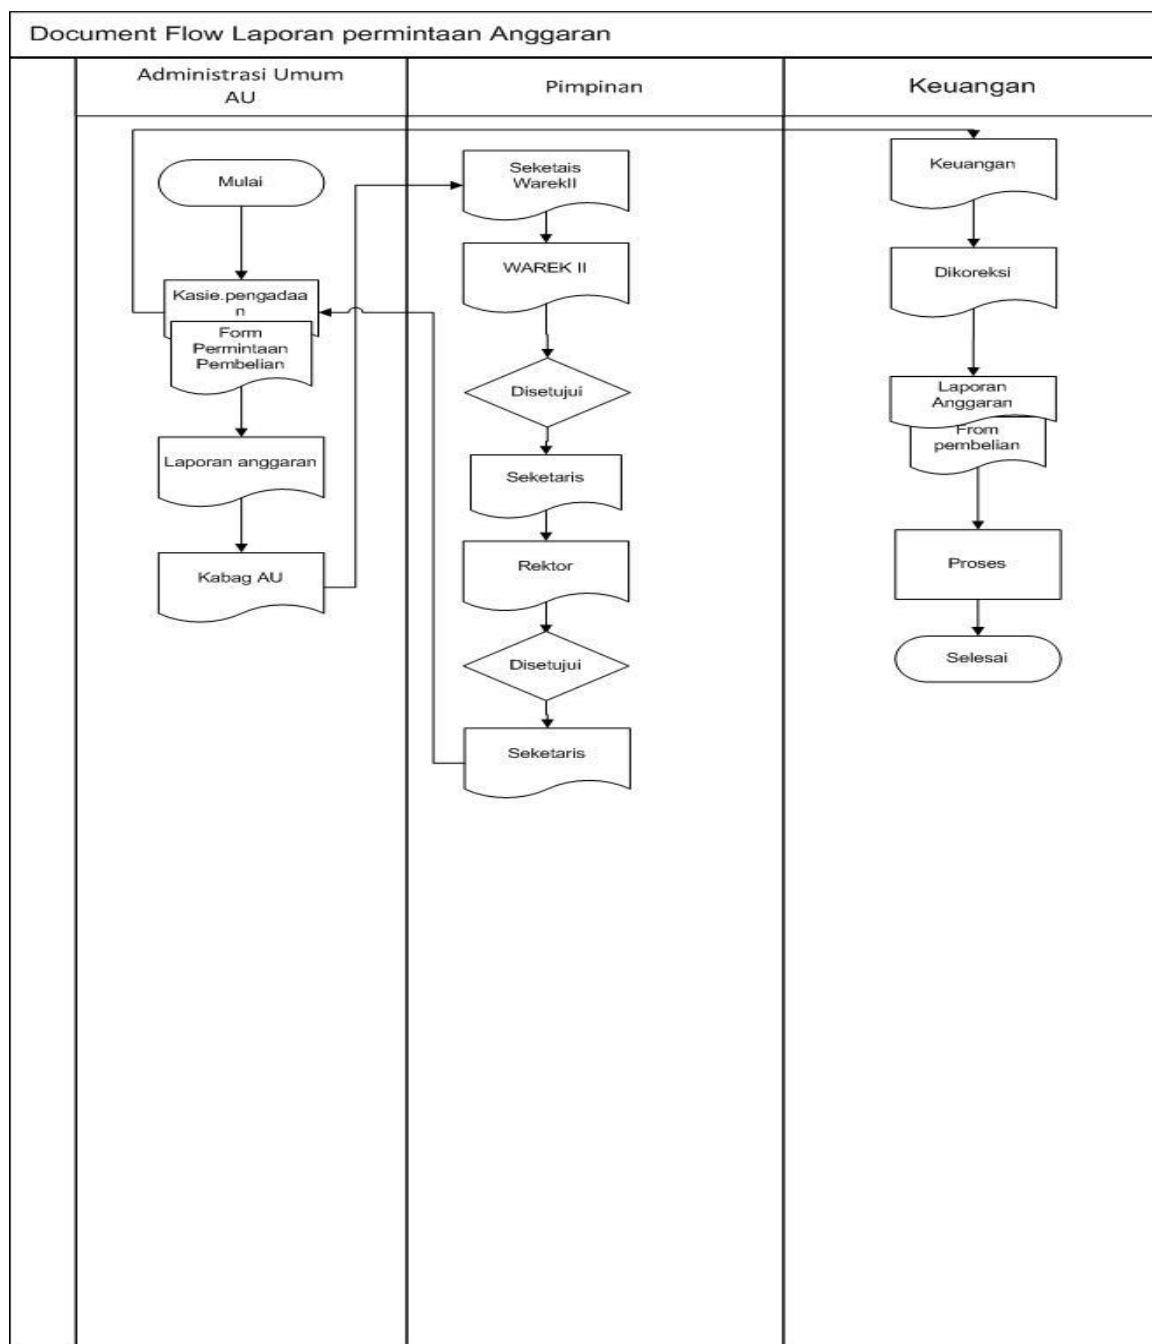 Document Flow Laporan permintaan Anggaran
Administrasi Umum
AU
Pimpinan
Keuangan
Mulai
Kasie.pengadaa
n
Form
Permintaan
Pembelian
Laporan anggaran
Kabag AU
Seketais
WarekII
WAREK II
Disetujui
Seketaris
Rektor
Disetujui
Seketaris
Keuangan
Dikoreksi
Laporan
Anggaran
From
pembelian
Proses
Selesai